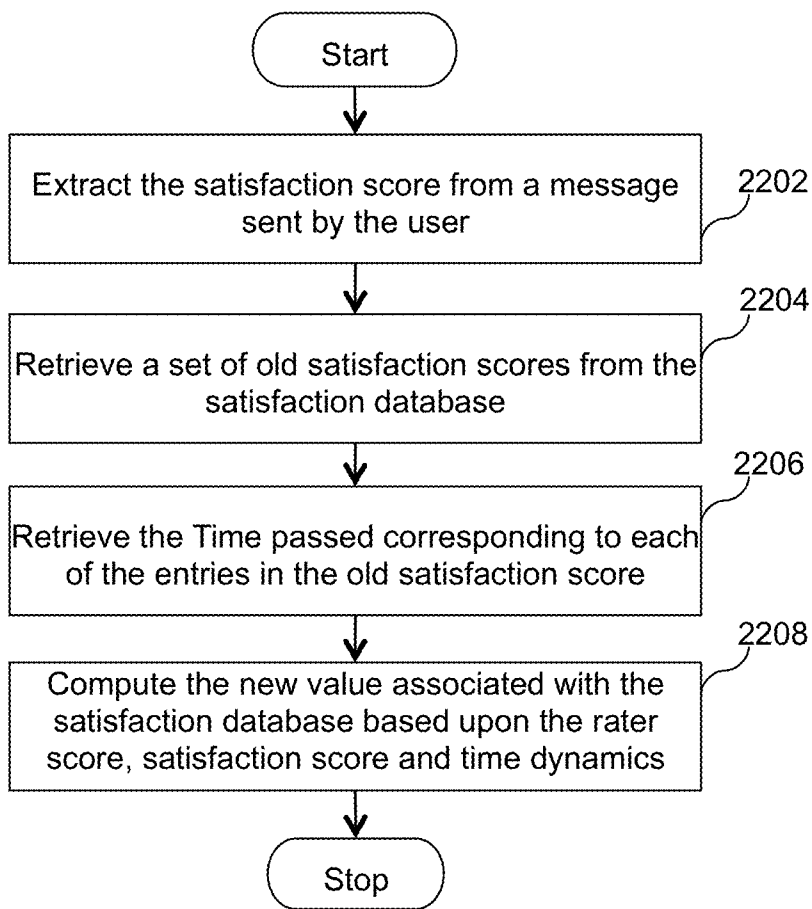 Start
Extract the satisfaction score from a message
sent by the user
2202
Retrieve a set of old satisfaction scores from the
satisfaction database
2204
Retrieve the Time passed corresponding to each
of the entries in the old satisfaction score
2206
Compute the new value associated with the
satisfaction database based upon the rater
score, satisfaction score and time dynamics
2208
Stop